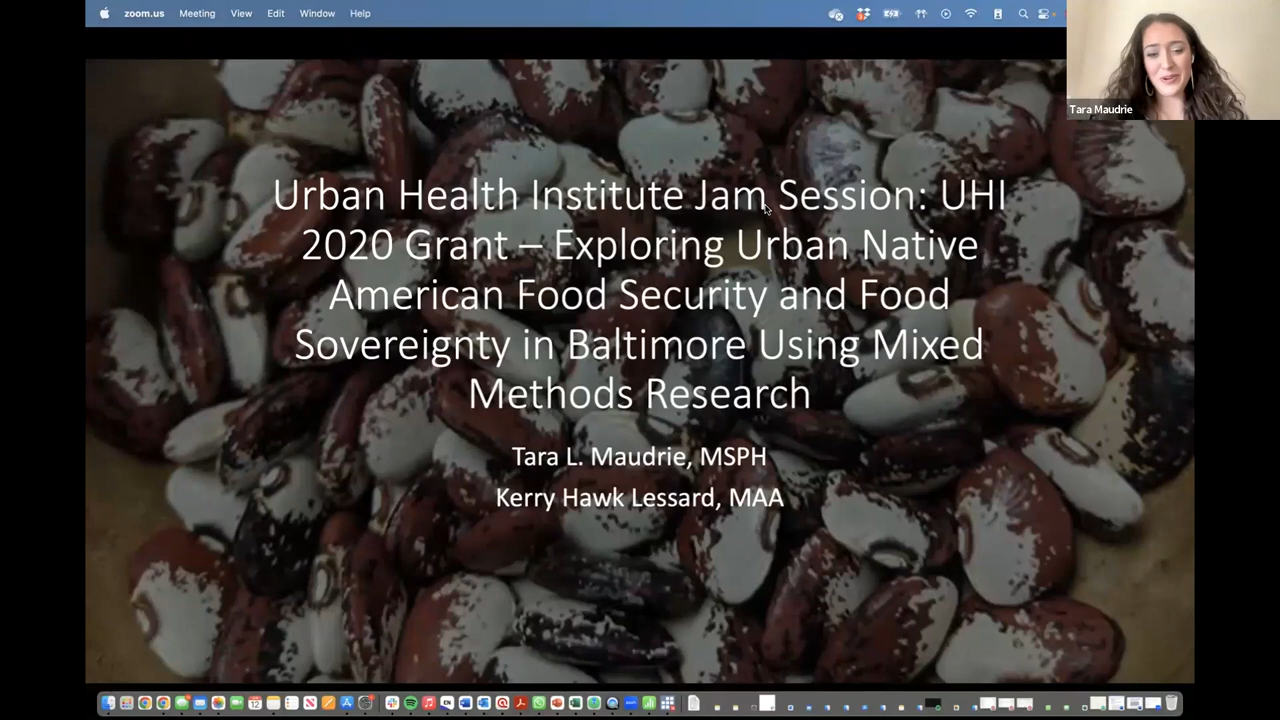 zoom.us Meeting View Edit Window Help
Tara Maudrie
Urban Health Institute Jam Session: UHI
2020 Grant – Exploring Urban Native
American Food Security and Food
Sovereignty in Baltimore Using Mixed
Methods Research
Tara L. Maudrie, MSPH
Kerry Hawk Lessard, MAA